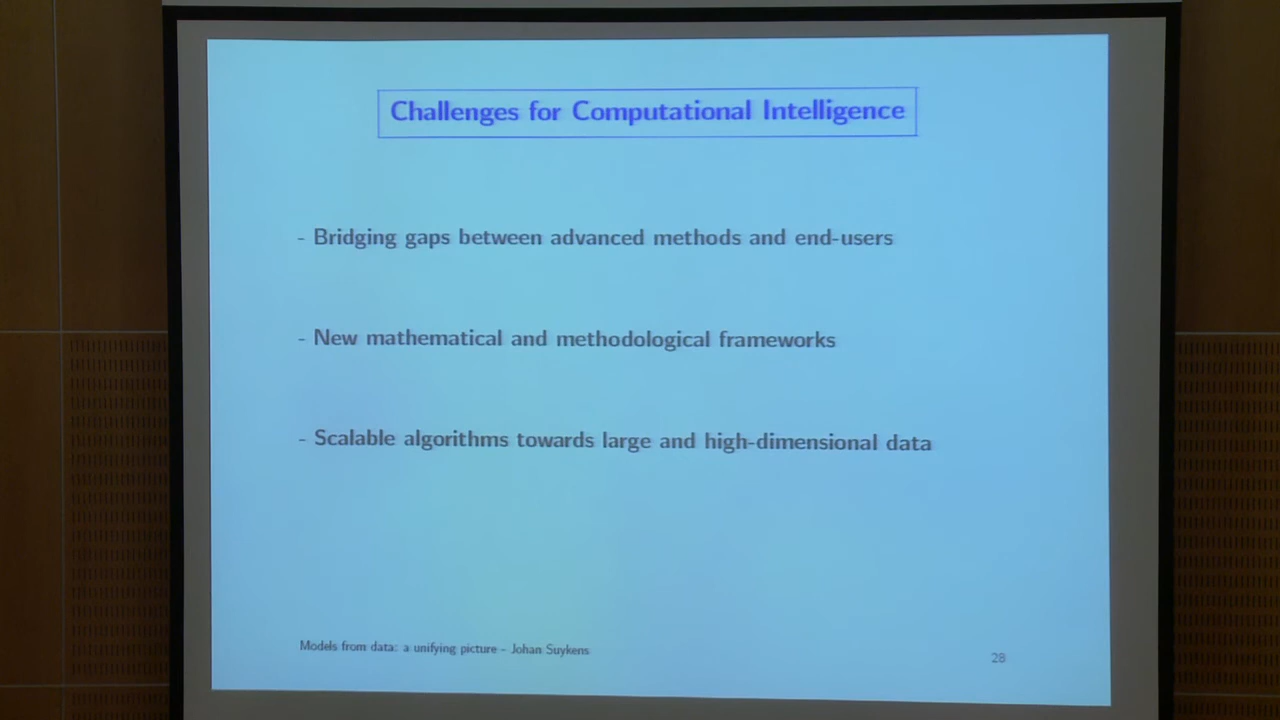 Challenges for Computational Intelligence
- Bridging gaps between advanced methods and end-users
- New mathematical and methodological frameworks
- Scalable algorithms towards large and high-dimensional data
Models from data: a unifying picture – Johan Suykens
28